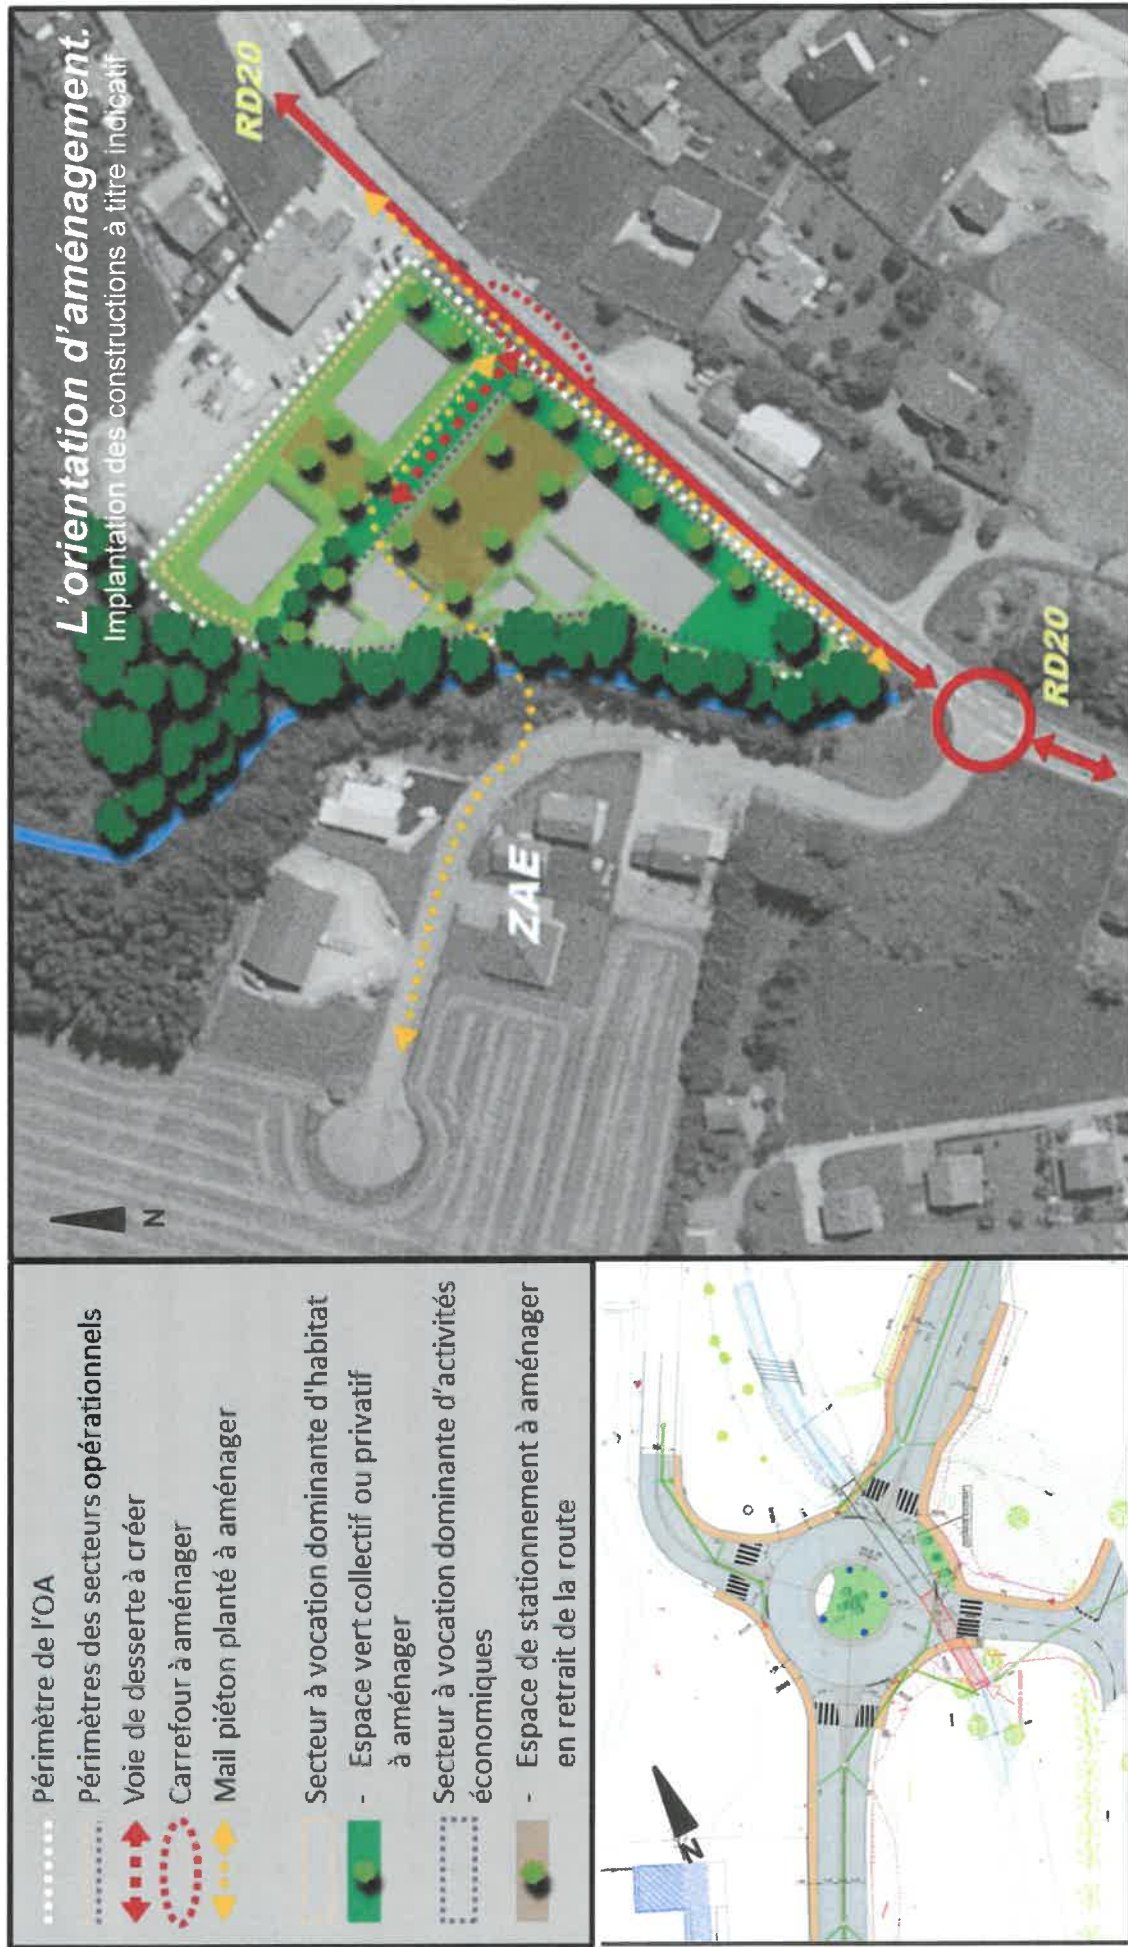 L'orientation d'aménagement.
Implantation des constructions à titre indicatif
RD20
RD20
ZAE
N
Périmètre de l'OA
Périmètres des secteurs opérationnels
Voie de desserte à créer
Carrefour à aménager
Mail piéton planté à aménager
Secteur à vocation dominante d'habitat
- Espace vert collectif ou privatif
à aménager
Secteur à vocation dominante d'activités
économiques
- Espace de stationnement à aménager
en retrait de la route
N